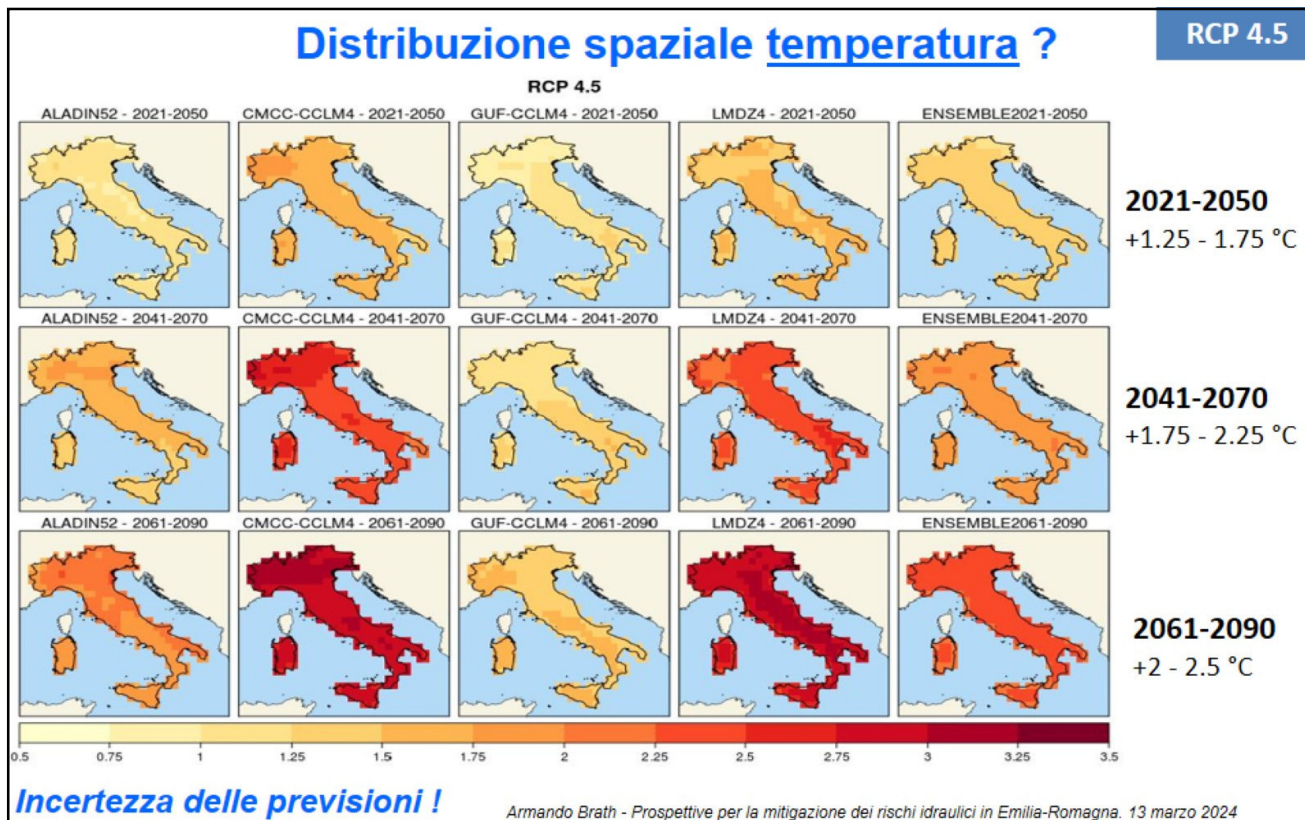 Distribuzione spaziale temperatura ?
RCP 4.5
RCP 4.5
ALADIN52 - 2021-2050
CMCC-CCLM4 - 2021-2050
GUF-CCLM4 - 2021-2050
LMDZ4 - 2021-2050
ENSEMBLE2021-2050
2021-2050
+1.25 - 1.75 °C
ALADIN52 - 2041-2070
CMCC-CCLM4 - 2041-2070
GUF-CCLM4 - 2041-2070
LMDZ4 - 2041-2070
ENSEMBLE2041-2070
2041-2070
+1.75 - 2.25 °C
ALADIN52 - 2061-2090
CMCC-CCLM4 - 2061-2090
GUF-CCLM4 - 2061-2090
LMDZ4 - 2061-2090
ENSEMBLE2061-2090
2061-2090
+2 - 2.5 °C
0.5 0.75 1 1.25 1.5 1.75 2 2.25 2.5 2.75 3 3.25 3.5
Incertezza delle previsioni !
Armando Brath - Prospettive per la mitigazione dei rischi idraulici in Emilia-Romagna. 13 marzo 2024